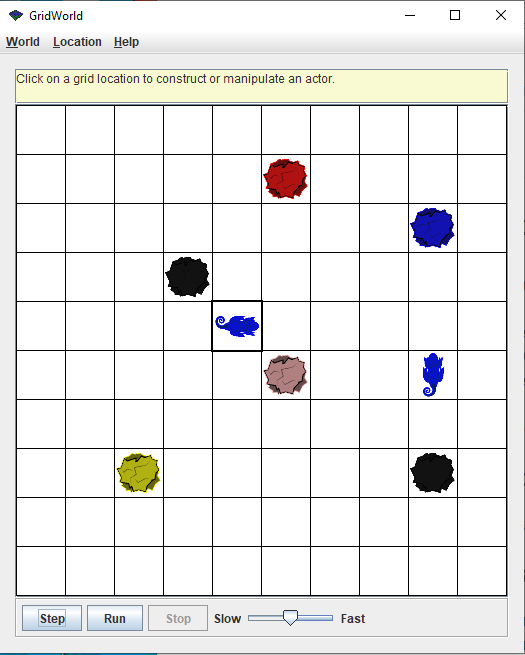 GridWorld
World Location Help
Click on a grid location to construct or manipulate an actor.
Step Run Stop Slow Fast